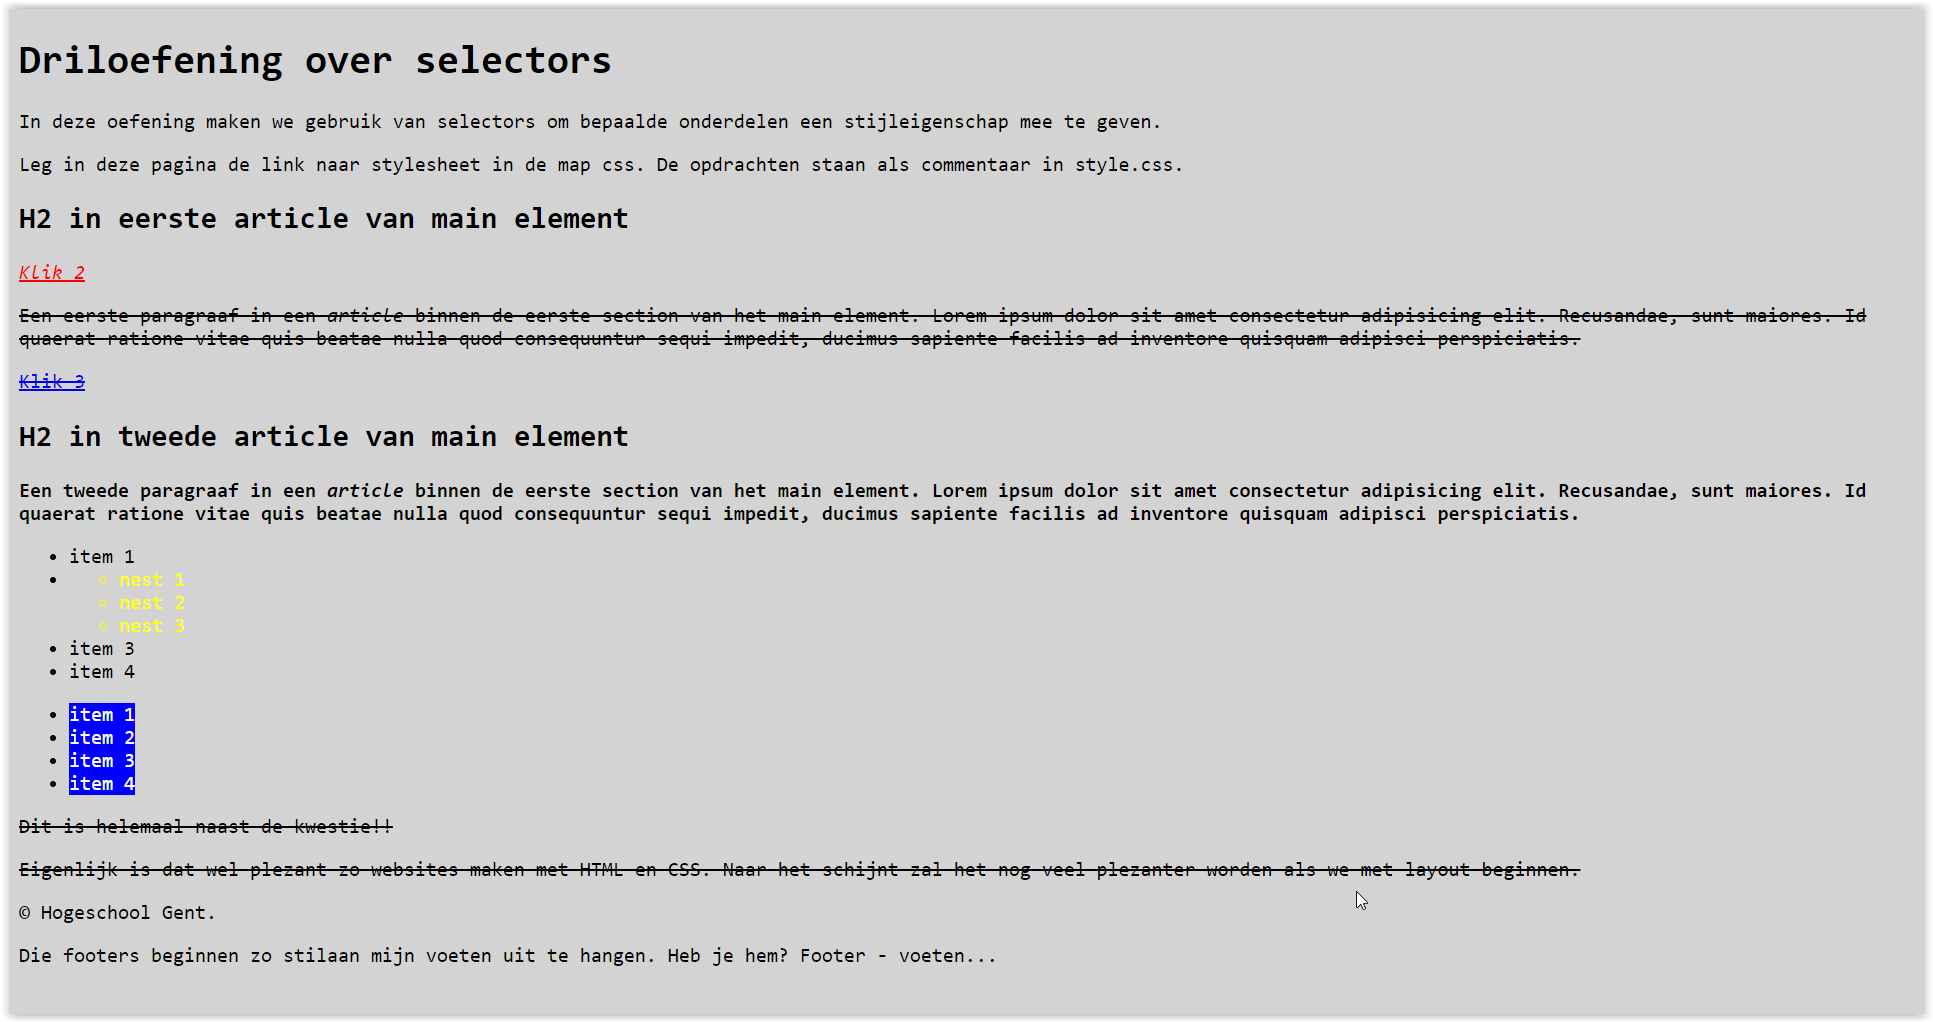 Driloefening over selectors
In deze oefening maken we gebruik van selectors om bepaalde onderdelen een stijleigenschap mee te geven.
Leg in deze pagina de link naar stylesheet in de map css. De opdrachten staan als commentaar in style.css.
H2 in eerste article van main element
Klik 2
Een eerste paragraaf in een article binnen de eerste section van het main element. Lorem ipsum dolor sit amet consectetur adipisicing elit. Recusandae, sunt maiores. Id
quaerat ratione vitae quis beatae nulla quod consequuntur sequi impedit, ducimus sapiente facilis ad inventore quisquam adipisci perspiciatis.
Klik 3
H2 in tweede article van main element
Een tweede paragraaf in een article binnen de eerste section van het main element. Lorem ipsum dolor sit amet consectetur adipisicing elit. Recusandae, sunt maiores. Id
quaerat ratione vitae quis beatae nulla quod consequuntur sequi impedit, ducimus sapiente facilis ad inventore quisquam adipisci perspiciatis.
item 1
nest 1
nest 2
nest 3
item 3
item 4
item 1
item 2
item 3
item 4
Dit is helemaal naast de kwestie!!
Eigenlijk is dat wel plezant zo websites maken met HTML en CSS. Naar het schijnt zal het nog veel plezanter worden als we met layout beginnen.
© Hogeschool Gent.
Die footers beginnen zo stilaan mijn voeten uit te hangen. Heb je hem? Footer - voeten...